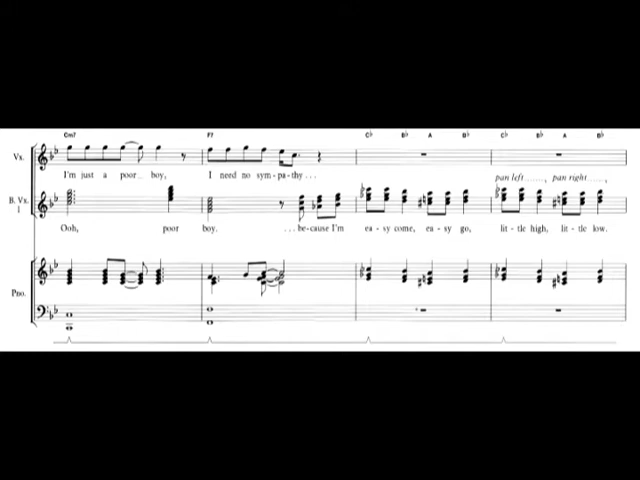 Cm7 F7 C♭ B♭ A B♭ C♭ B♭ A B♭
Vx.
I'm just a poor_ boy, I need no sym-pa-thy...
pan left........, pan right........,
B. Vx.
1
Ooh, poor boy. ...be-cause I'm ea-sy come, ea-sy go, lit-tle high, lit-tle low.
Pno.